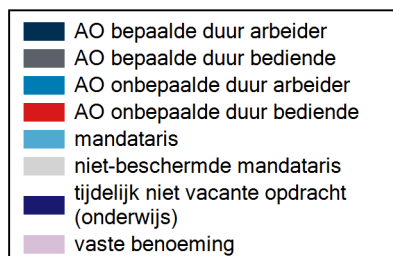 AO bepaalde duur arbeider
AO bepaalde duur bediende
AO onbepaalde duur arbeider
AO onbepaalde duur bediende
mandataris
niet-beschermde mandataris
tijdelijk niet vacante opdracht
(onderwijs)
vaste benoeming